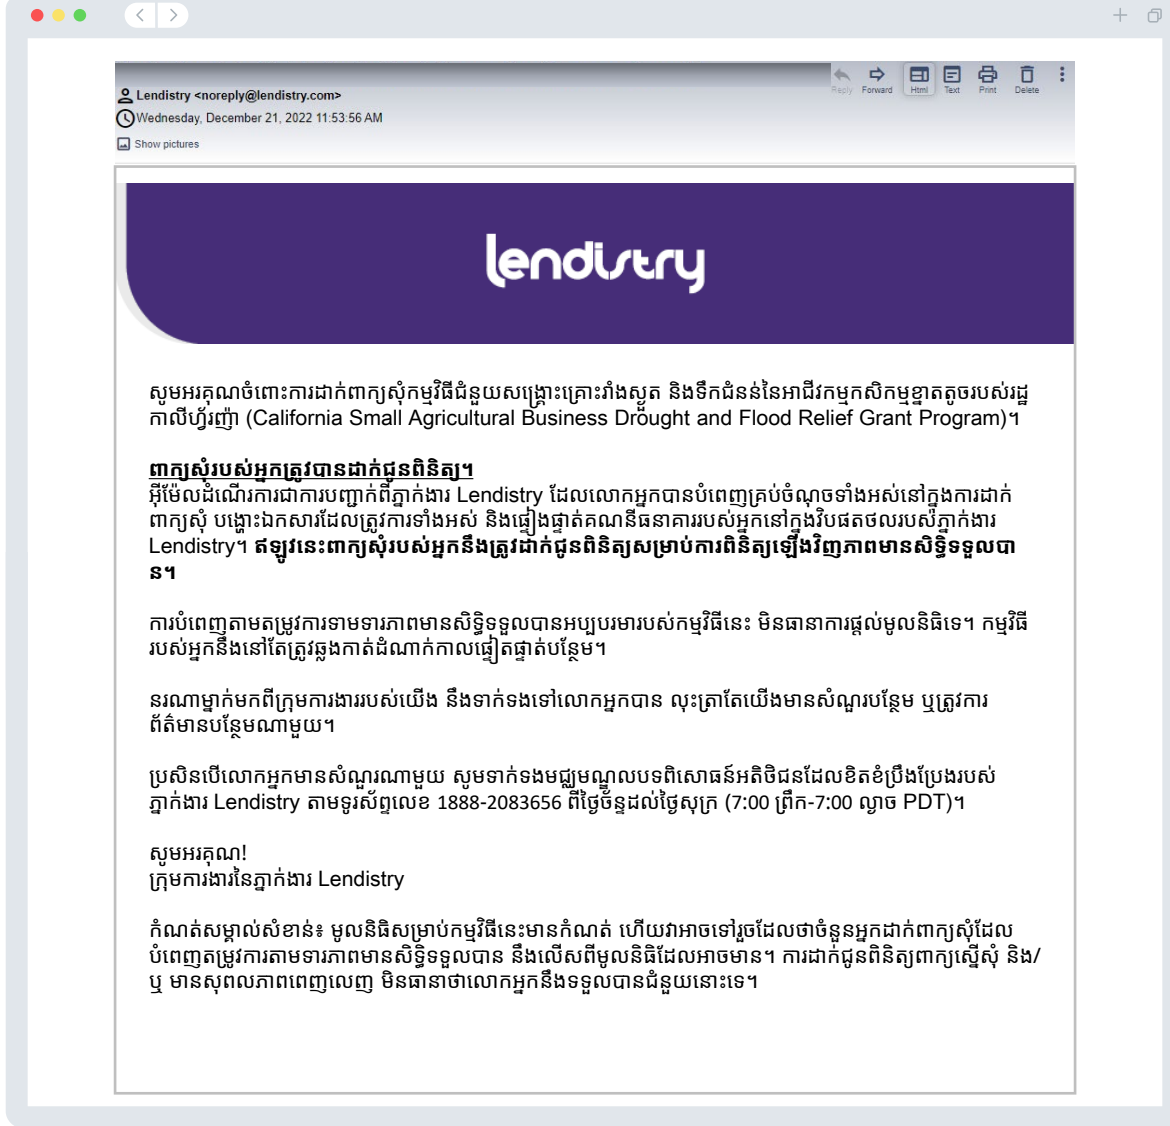 Lendistry <noreply@lendistry.com>
Wednesday, December 21, 2022 11:53:56 AM
Show pictures
Reply Forward Html Text Print Delete
lendistry
សូមអរគុណចំពោះការដាក់ពាក្យសុំកម្មវិធីជំនួយសង្គ្រោះគ្រោះរាំងស្ងួត និងទឹកជំនន់នៃអាជីវកម្មកសិកម្មខ្នាតតូចរបស់រដ្ឋ
កាលីហ្វ័រញ៉ា (California Small Agricultural Business Drought and Flood Relief Grant Program)។
ពាក្យសុំរបស់អ្នកត្រូវបានដាក់ជូនពិនិត្យ។
អ៊ីម៉ែលដំណើរការជាការបញ្ជាក់ពីភ្នាក់ងារ Lendistry ដែលលោកអ្នកបានបំពេញគ្រប់ចំណុចទាំងអស់នៅក្នុងការដាក់
ពាក្យសុំ បង្ហោះឯកសារដែលត្រូវការទាំងអស់ និងផ្ទៀងផ្ទាត់គណនីធនាគាររបស់អ្នកនៅក្នុងវិបផតថលរបស់ភ្នាក់ងារ
Lendistry។ ឥឡូវនេះពាក្យសុំរបស់អ្នកនឹងត្រូវដាក់ជូនពិនិត្យសម្រាប់ការពិនិត្យឡើងវិញភាពមានសិទ្ធិទទួលបា
ន។
ការបំពេញតាមតម្រូវការទាមទារភាពមានសិទ្ធិទទួលបានអប្បបរមារបស់កម្មវិធីនេះ មិនធានាការផ្តល់មូលនិធិទេ។ កម្មវិធី
របស់អ្នកនឹងនៅតែត្រូវឆ្លងកាត់ដំណាក់កាលផ្ទៀតផ្ទាត់បន្ថែម។
នរណាម្នាក់មកពីក្រុមការងាររបស់យើង នឹងទាក់ទងទៅលោកអ្នកបាន លុះត្រាតែយើងមានសំណួរបន្ថែម ឬត្រូវការ
ព័ត៌មានបន្ថែមណាមួយ។
ប្រសិនបើលោកអ្នកមានសំណួរណាមួយ សូមទាក់ទងមជ្ឈមណ្ឌលបទពិសោធន៍អតិថិជនដែលខិតខំប្រឹងប្រែងរបស់
ភ្នាក់ងារ Lendistry តាមទូរស័ព្ទលេខ 1888-2083656 ពីថ្ងៃច័ន្ទដល់ថ្ងៃសុក្រ (7:00 ព្រឹក-7:00 ល្ងាច PDT)។
សូមអរគុណ!
ក្រុមការងារនៃភ្នាក់ងារ Lendistry
កំណត់សម្គាល់សំខាន់៖ មូលនិធិសម្រាប់កម្មវិធីនេះមានកំណត់ ហើយវាអាចទៅរួចដែលថាចំនួនអ្នកដាក់ពាក្យសុំដែល
បំពេញតម្រូវការតាមទារភាពមានសិទ្ធិទទួលបាន នឹងលើសពីមូលនិធិដែលអាចមាន។ ការដាក់ជូនពិនិត្យពាក្យស្នើសុំ និង/
ឬ មានសុពលភាពពេញលេញ មិនធានាថាលោកអ្នកនឹងទទួលបានជំនួយនោះទេ។